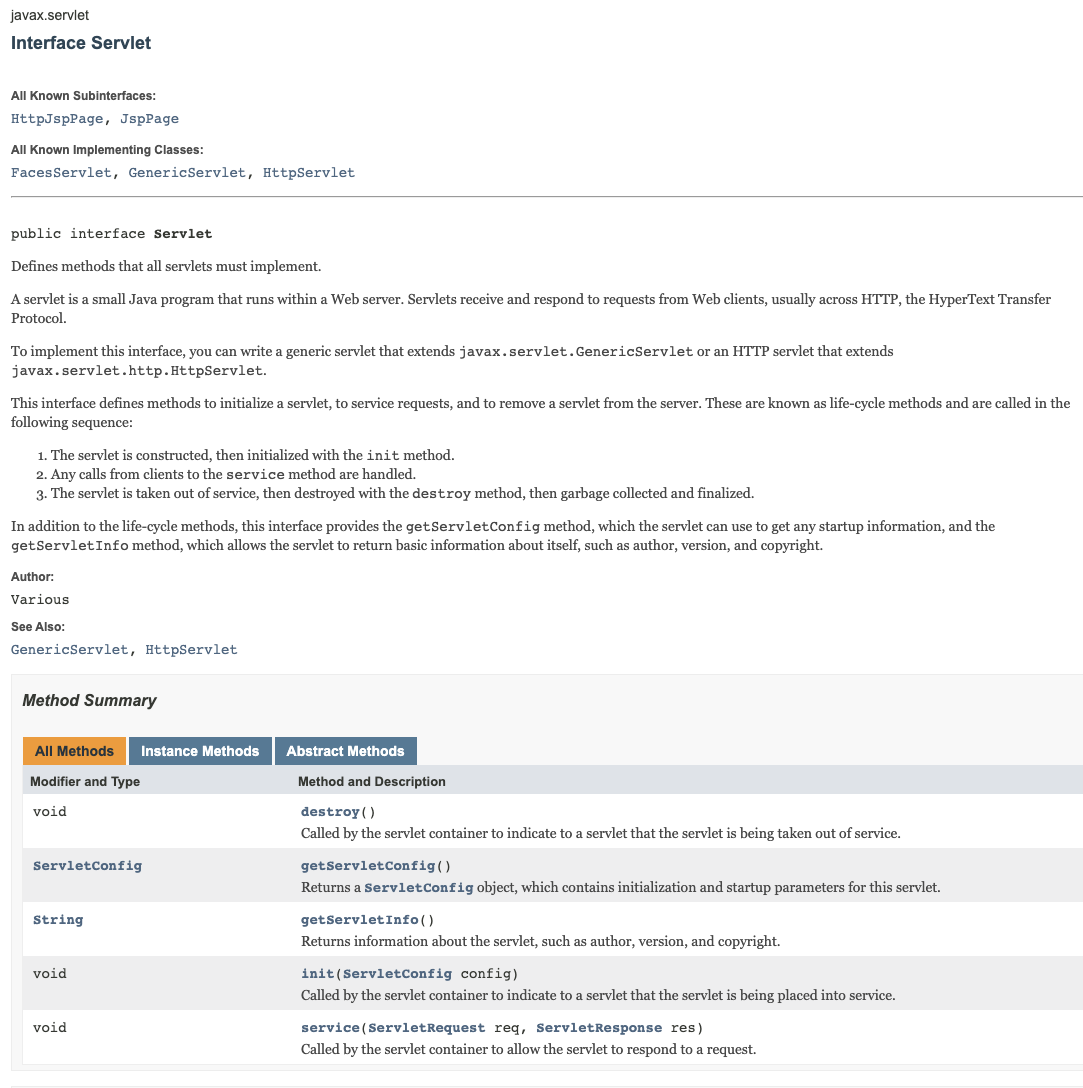 javax.servlet
Interface Servlet
All Known Subinterfaces:
HttpJspPage, JspPage
All Known Implementing Classes:
FacesServlet, GenericServlet, HttpServlet
public interface Servlet
Defines methods that all servlets must implement.
A servlet is a small Java program that runs within a Web server. Servlets receive and respond to requests from Web clients, usually across HTTP, the HyperText Transfer
Protocol.
To implement this interface, you can write a generic servlet that extends javax.servlet.GenericServlet or an HTTP servlet that extends
javax.servlet.http.HttpServlet.
This interface defines methods to initialize a servlet, to service requests, and to remove a servlet from the server. These are known as life-cycle methods and are called in the
following sequence:
1. The servlet is constructed, then initialized with the init method.
2. Any calls from clients to the service method are handled.
3. The servlet is taken out of service, then destroyed with the destroy method, then garbage collected and finalized.
In addition to the life-cycle methods, this interface provides the getServletConfig method, which the servlet can use to get any startup information, and the
getServletInfo method, which allows the servlet to return basic information about itself, such as author, version, and copyright.
Author:
Various
See Also:
GenericServlet, HttpServlet
Method Summary
All Methods Instance Methods Abstract Methods
Modifier and Type Method and Description
void destroy()
Called by the servlet container to indicate to a servlet that the servlet is being taken out of service.
ServletConfig getServletConfig()
Returns a ServletConfig object, which contains initialization and startup parameters for this servlet.
String getServletInfo()
Returns information about the servlet, such as author, version, and copyright.
void init(ServletConfig config)
Called by the servlet container to indicate to a servlet that the servlet is being placed into service.
void service(ServletRequest req, ServletResponse res)
Called by the servlet container to allow the servlet to respond to a request.